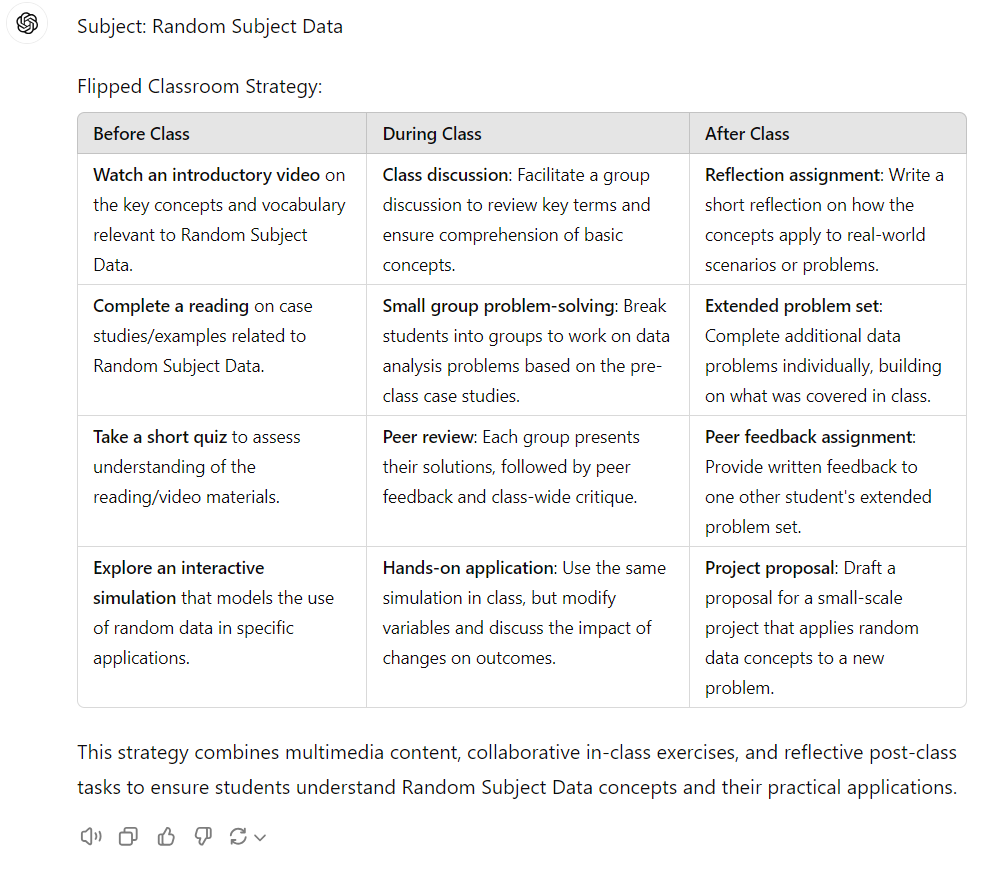 Subject: Random Subject Data
Flipped Classroom Strategy:
Before Class
During Class
After Class
Watch an introductory video on
the key concepts and vocabulary
relevant to Random Subject
Data.
Class discussion: Facilitate a group
discussion to review key terms and
ensure comprehension of basic
concepts.
Reflection assignment: Write a
short reflection on how the
concepts apply to real-world
scenarios or problems.
Complete a reading on case
studies/examples related to
Random Subject Data.
Small group problem-solving: Break
students into groups to work on data
analysis problems based on the pre-
class case studies.
Extended problem set:
Complete additional data
problems individually, building
on what was covered in class.
Take a short quiz to assess
understanding of the
reading/video materials.
Peer review: Each group presents
their solutions, followed by peer
feedback and class-wide critique.
Peer feedback assignment:
Provide written feedback to
one other student's extended
problem set.
Explore an interactive
simulation that models the use
of random data in specific
applications.
Hands-on application: Use the same
simulation in class, but modify
variables and discuss the impact of
changes on outcomes.
Project proposal: Draft a
proposal for a small-scale
project that applies random
data concepts to a new
problem.
This strategy combines multimedia content, collaborative in-class exercises, and reflective post-class
tasks to ensure students understand Random Subject Data concepts and their practical applications.